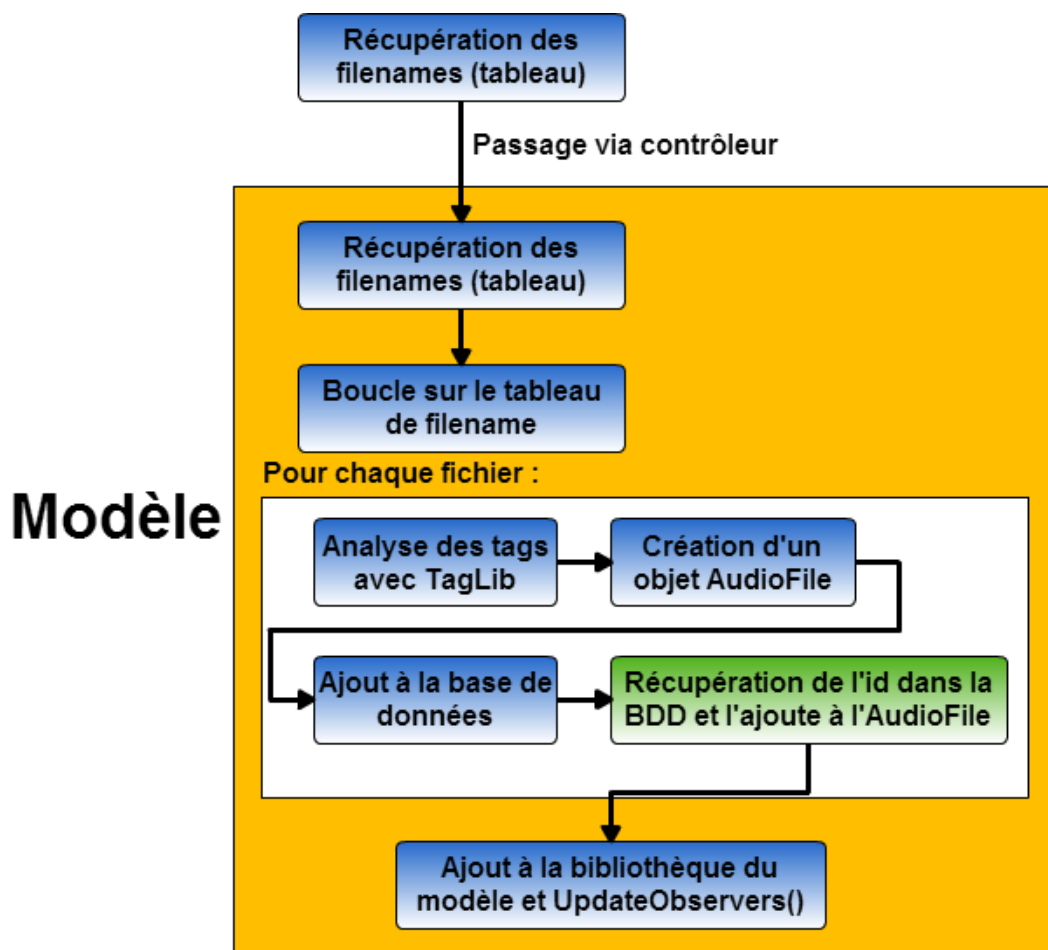 Récupération des
filenames (tableau)
Passage via contrôleur
Récupération des
filenames (tableau)
Boucle sur le tableau
de filename
Pour chaque fichier :
Modèle
Analyse des tags
avec TagLib
Création d'un
objet AudioFile
Ajout à la base de
données
Récupération de l'id dans la
BDD et l'ajoute à l'AudioFile
Ajout à la bibliothèque du
modèle et UpdateObservers()